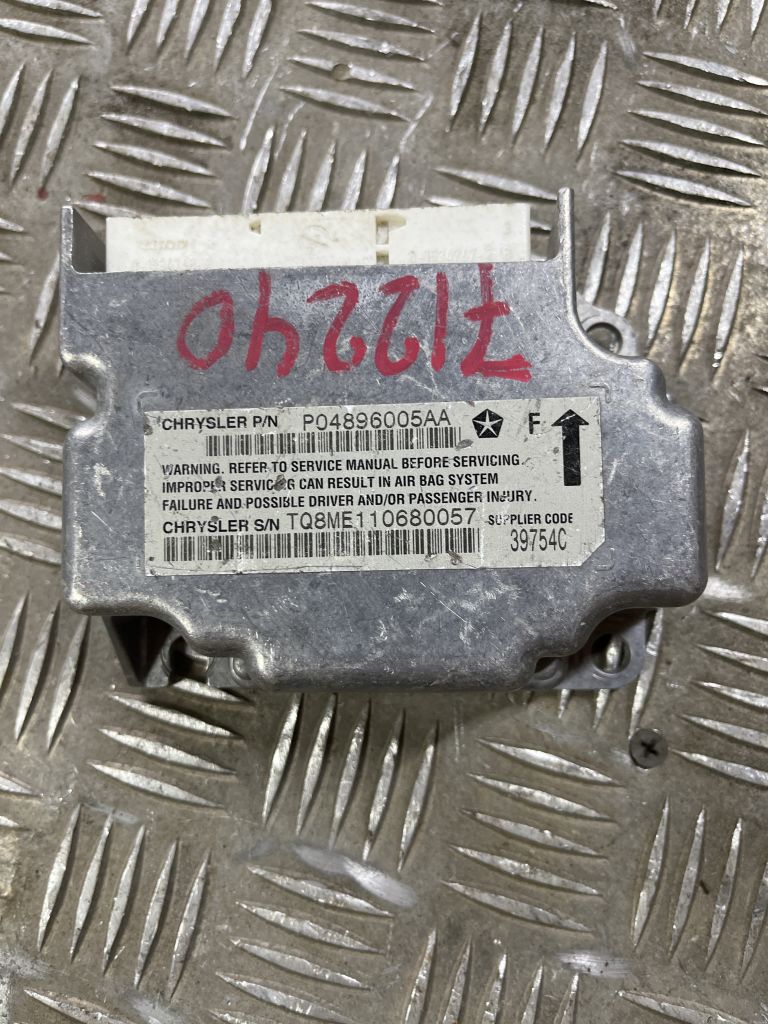 712240
CHRYSLER P/N P04896005AA F
WARNING. REFER TO SERVICE MANUAL BEFORE SERVICING.
IMPROPER SERVICING CAN RESULT IN AIR BAG SYSTEM
FAILURE AND POSSIBLE DRIVER AND/OR PASSENGER INJURY.
CHRYSLER S/N TQ8ME110680057 SUPPLIER CODE
39754C